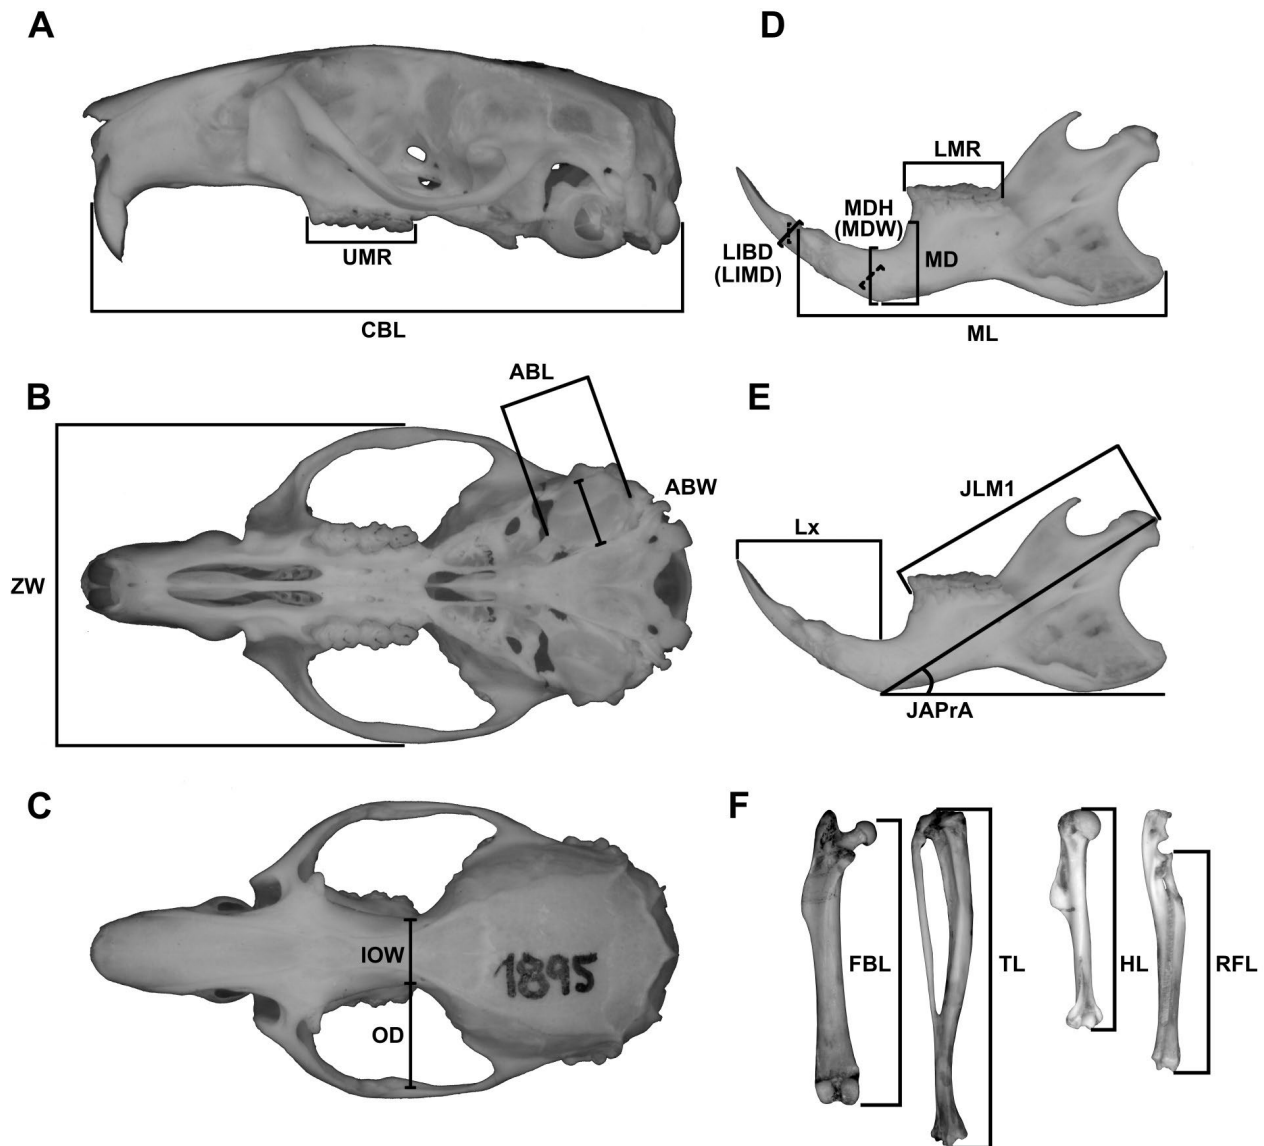 A
UMR
CBL
D
LMR
MDH
(MDW)
LIBD
(LIMD)
MD
ML
B
ABL
ABW
ZW
E
JLM1
Lx
JAPrA
C
IOW
OD
1895
F
FBL
TL
HL
RFL